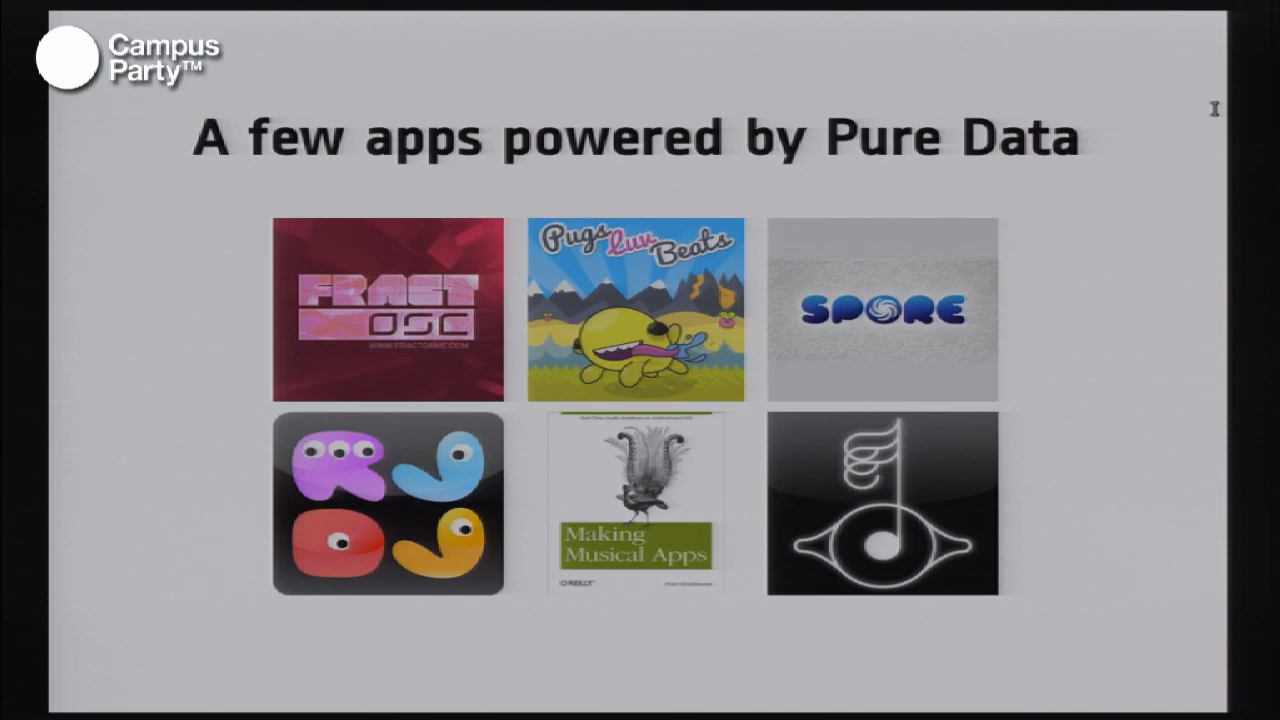 Campus
Party™
A few apps powered by Pure Data
FRACT
OSC
WWW.FRACTGAME.COM
Pugs
Luv
Beats
SPORE
RJ
DJ
Making
Musical Apps
O'REILLY